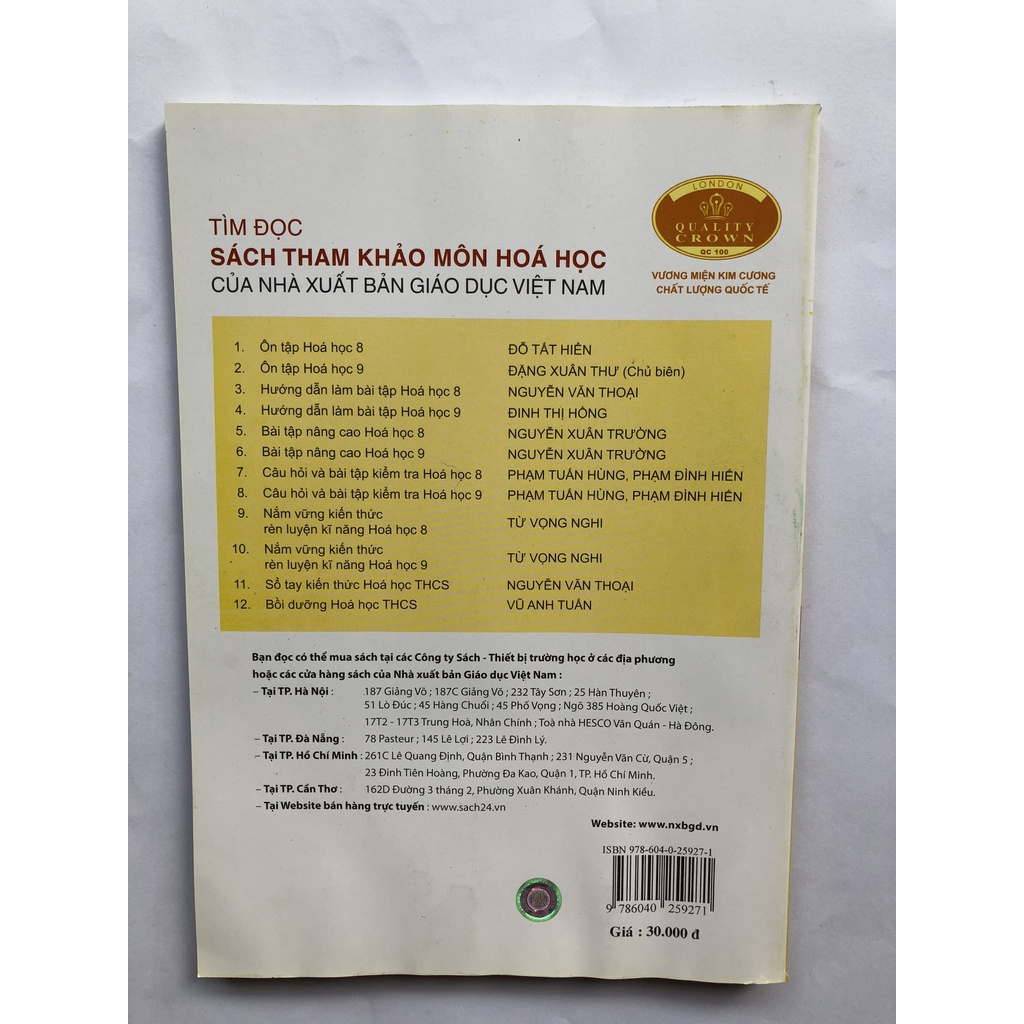 LONDON
QUALITY
CROWN
QC 100
VƯƠNG MIỆN KIM CƯƠNG
CHẤT LƯỢNG QUỐC TẾ
TÌM ĐỌC
SÁCH THAM KHẢO MÔN HOÁ HỌC
CỦA NHÀ XUẤT BẢN GIÁO DỤC VIỆT NAM
1. Ôn tập Hoá học 8 ĐỖ TẤT HIỂN
2. Ôn tập Hoá học 9 ĐẶNG XUÂN THƯ (Chủ biên)
3. Hướng dẫn làm bài tập Hoá học 8 NGUYỄN VĂN THOẠI
4. Hướng dẫn làm bài tập Hoá học 9 ĐINH THỊ HỒNG
5. Bài tập nâng cao Hoá học 8 NGUYỄN XUÂN TRƯỜNG
6. Bài tập nâng cao Hoá học 9 NGUYỄN XUÂN TRƯỜNG
7. Câu hỏi và bài tập kiểm tra Hoá học 8 PHẠM TUẤN HÙNG, PHẠM ĐÌNH HIẾN
8. Câu hỏi và bài tập kiểm tra Hoá học 9 PHẠM TUẤN HÙNG, PHẠM ĐÌNH HIẾN
9. Nắm vững kiến thức
rèn luyện kĩ năng Hoá học 8 TỪ VỌNG NGHI
10. Nắm vững kiến thức
rèn luyện kĩ năng Hoá học 9 TỪ VỌNG NGHI
11. Sổ tay kiến thức Hoá học THCS NGUYỄN VĂN THOẠI
12. Bồi dưỡng Hoá học THCS VŨ ANH TUẤN
Bạn đọc có thể mua sách tại các Công ty Sách - Thiết bị trường học ở các địa phương
hoặc các cửa hàng sách của Nhà xuất bản Giáo dục Việt Nam :
– Tại TP. Hà Nội : 187 Giảng Võ ; 187C Giảng Võ ; 232 Tây Sơn ; 25 Hàn Thuyên ;
51 Lò Đúc ; 45 Hàng Chuối ; 45 Phố Vọng ; Ngõ 385 Hoàng Quốc Việt ;
17T2 - 17T3 Trung Hoà, Nhân Chính ; Toà nhà HESCO Văn Quán - Hà Đông.
– Tại TP. Đà Nẵng : 78 Pasteur ; 145 Lê Lợi ; 223 Lê Đình Lý.
– Tại TP. Hồ Chí Minh : 261C Lê Quang Định, Quận Bình Thạnh ; 231 Nguyễn Văn Cừ, Quận 5 ;
23 Đinh Tiên Hoàng, Phường Đa Kao, Quận 1, TP. Hồ Chí Minh.
– Tại TP. Cần Thơ : 162D Đường 3 tháng 2, Phường Xuân Khánh, Quận Ninh Kiều.
– Tại Website bán hàng trực tuyến : www.sach24.vn
Website: www.nxbgd.vn
ISBN 978-604-0-25927-1
9 786040 259271
Giá : 30.000 đ